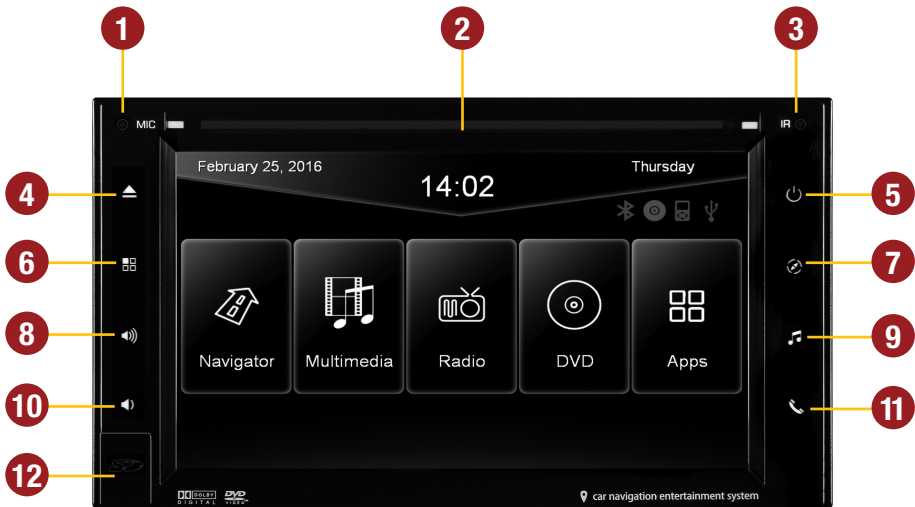 1 2 3
MIC IR
February 25, 2016 Thursday
14:02
4 5
6 7
8 9
10 11
12
Navigator Multimedia Radio DVD Apps
SD
DOLBY
DIGITAL
DVD
VIDEO
car navigation entertainment system